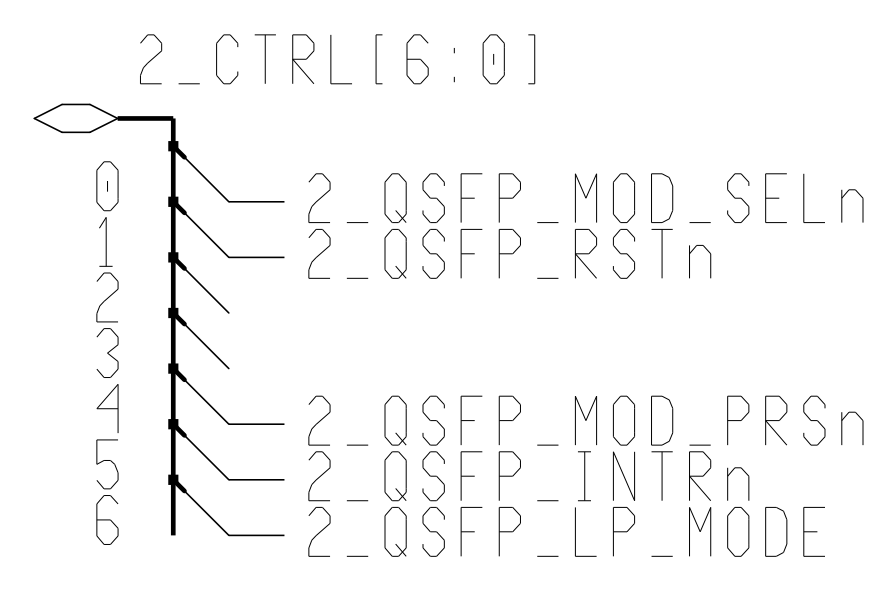 2_CTRL[6:0]
0
2_QSFP_MOD_SELn
1
2_QSFP_RSTn
2
3
4
2_QSFP_MOD_PRSn
5
2_QSFP_INTRn
6
2_QSFP_LP_MODE